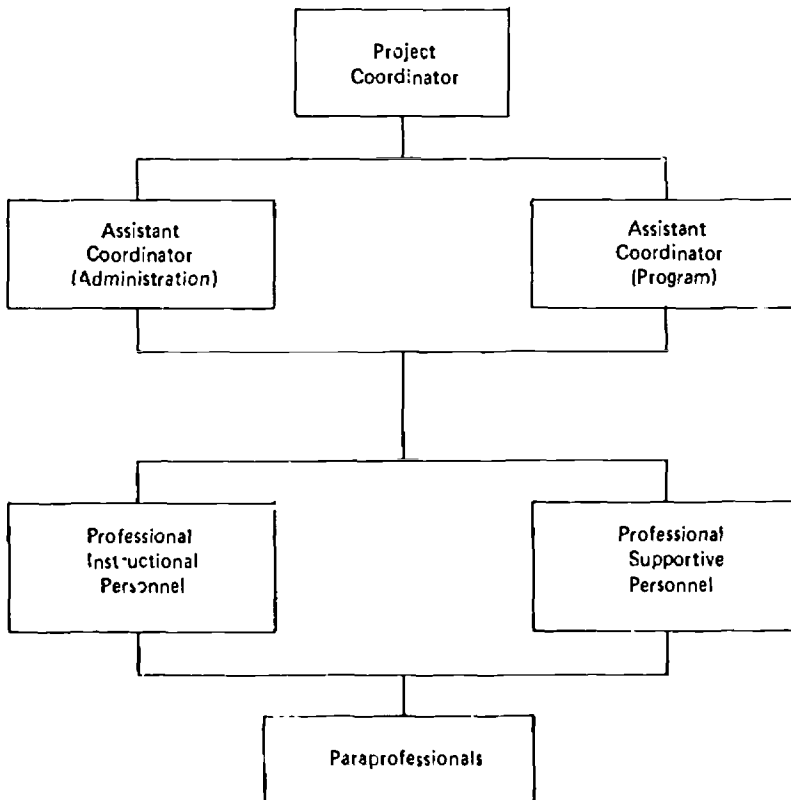 Project
Coordinator
Assistant
Coordinator
(Administration)
Assistant
Coordinator
(Program)
Professional
Instructional
Personnel
Professional
Supportive
Personnel
Paraprofessionals